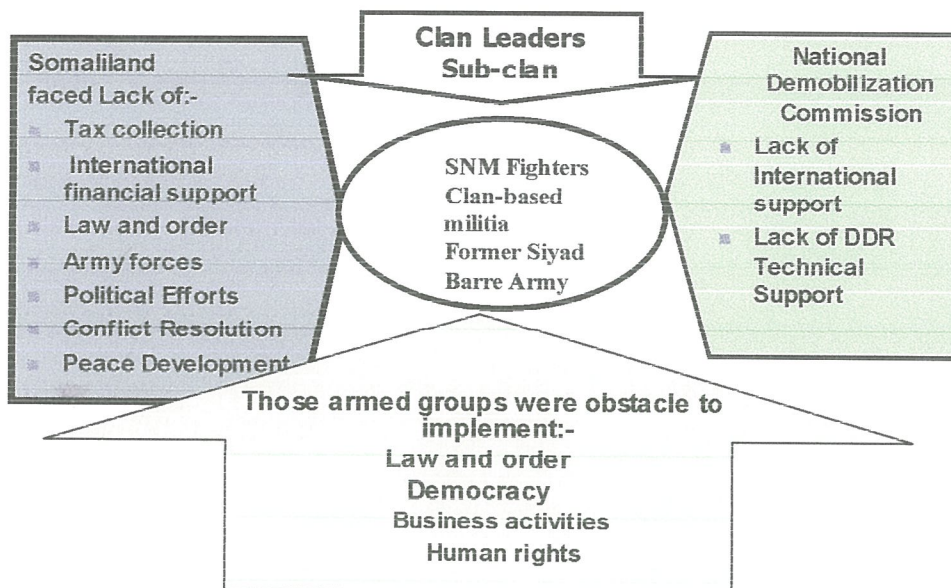 Clan Leaders
Sub-clan
Somaliland
faced Lack of:-
Tax collection
International
financial support
Law and order
Army forces
Political Efforts
Conflict Resolution
Peace Development
SNM Fighters
Clan-based
militia
Former Siyad
Barre Army
National
Demobilization
Commission
Lack of
International
support
Lack of DDR
Technical
Support
Those armed groups were obstacle to
implement:-
Law and order
Democracy
Business activities
Human rights